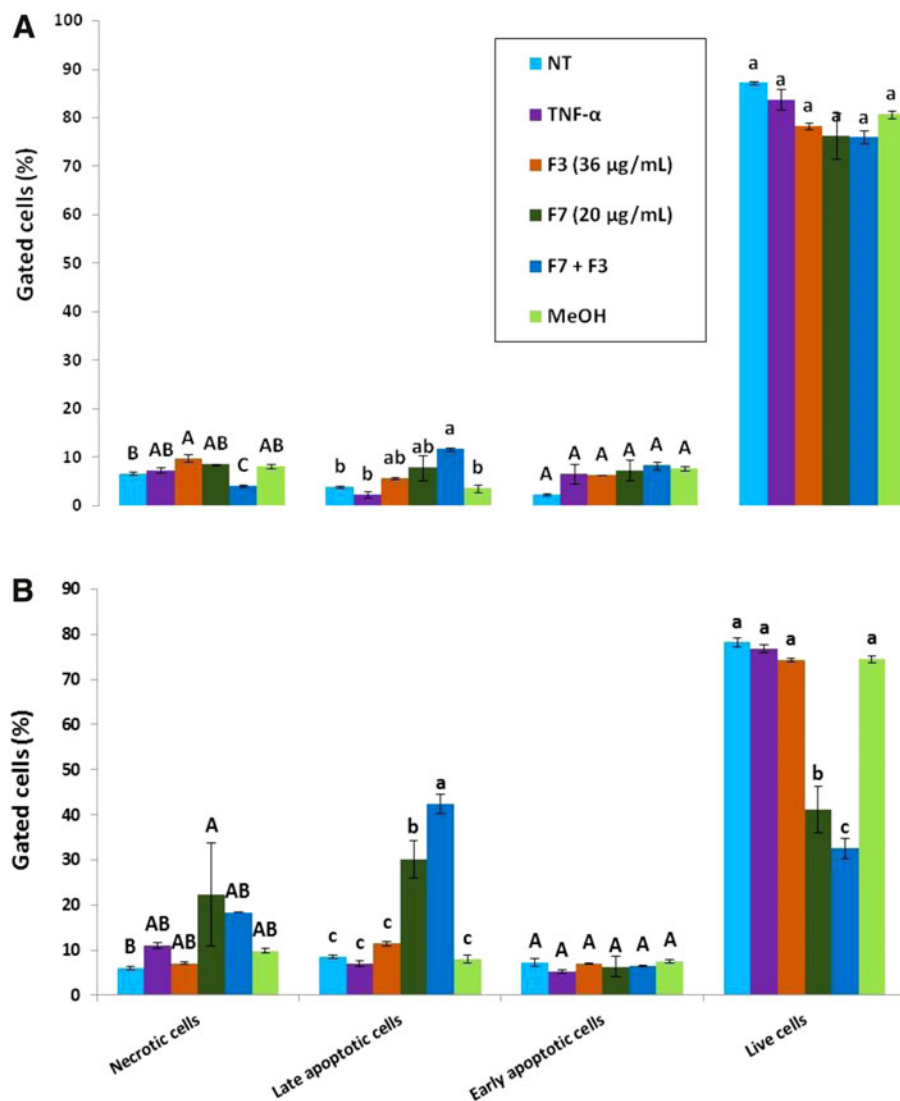 A
Gated cells (%)
100
90
80
70
60
50
40
30
20
10
0
NT
TNF-α
F3 (36 µg/mL)
F7 (20 µg/mL)
F7 + F3
MeOH
B AB A AB C AB
b b ab ab a b
A A A A A A
a a a a a a
B
Gated cells (%)
90
80
70
60
50
40
30
20
10
0
B AB AB A AB AB
c c c b a c
A A A A A A
a a a b c a
Necrotic cells
Late apoptotic cells
Early apoptotic cells
Live cells